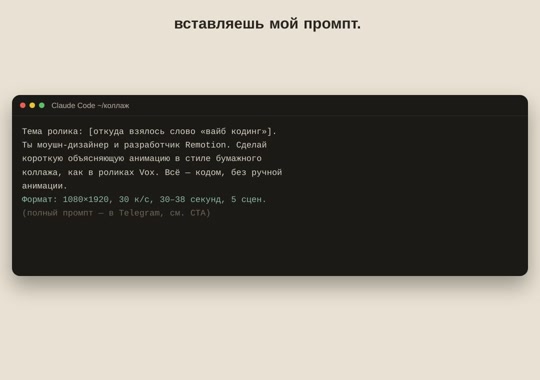 вставляешь мой промпт.
Claude Code ~/коллаж
Тема ролика: [откуда взялось слово «вайб кодинг»].
Ты моушн-дизайнер и разработчик Remotion. Сделай
короткую объясняющую анимацию в стиле бумажного
коллажа, как в роликах Vox. Всё — кодом, без ручной
анимации.
Формат: 1080×1920, 30 к/с, 30–38 секунд, 5 сцен.
(полный промпт — в Telegram, см. CTA)